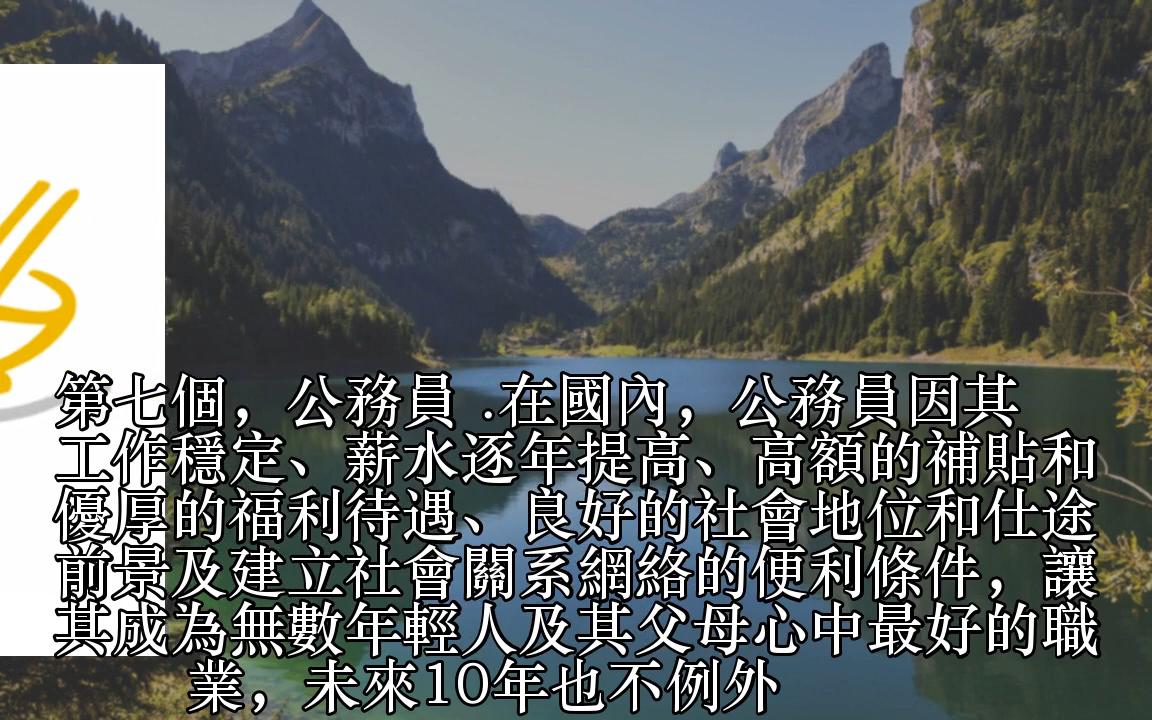 第七個，公務員 .在國內，公務員因其
工作穩定、薪水逐年提高、高額的補貼和
優厚的福利待遇、良好的社會地位和仕途
前景及建立社會關系網絡的便利條件，讓
其成為無數年輕人及其父母心中最好的職
業，未來10年也不例外